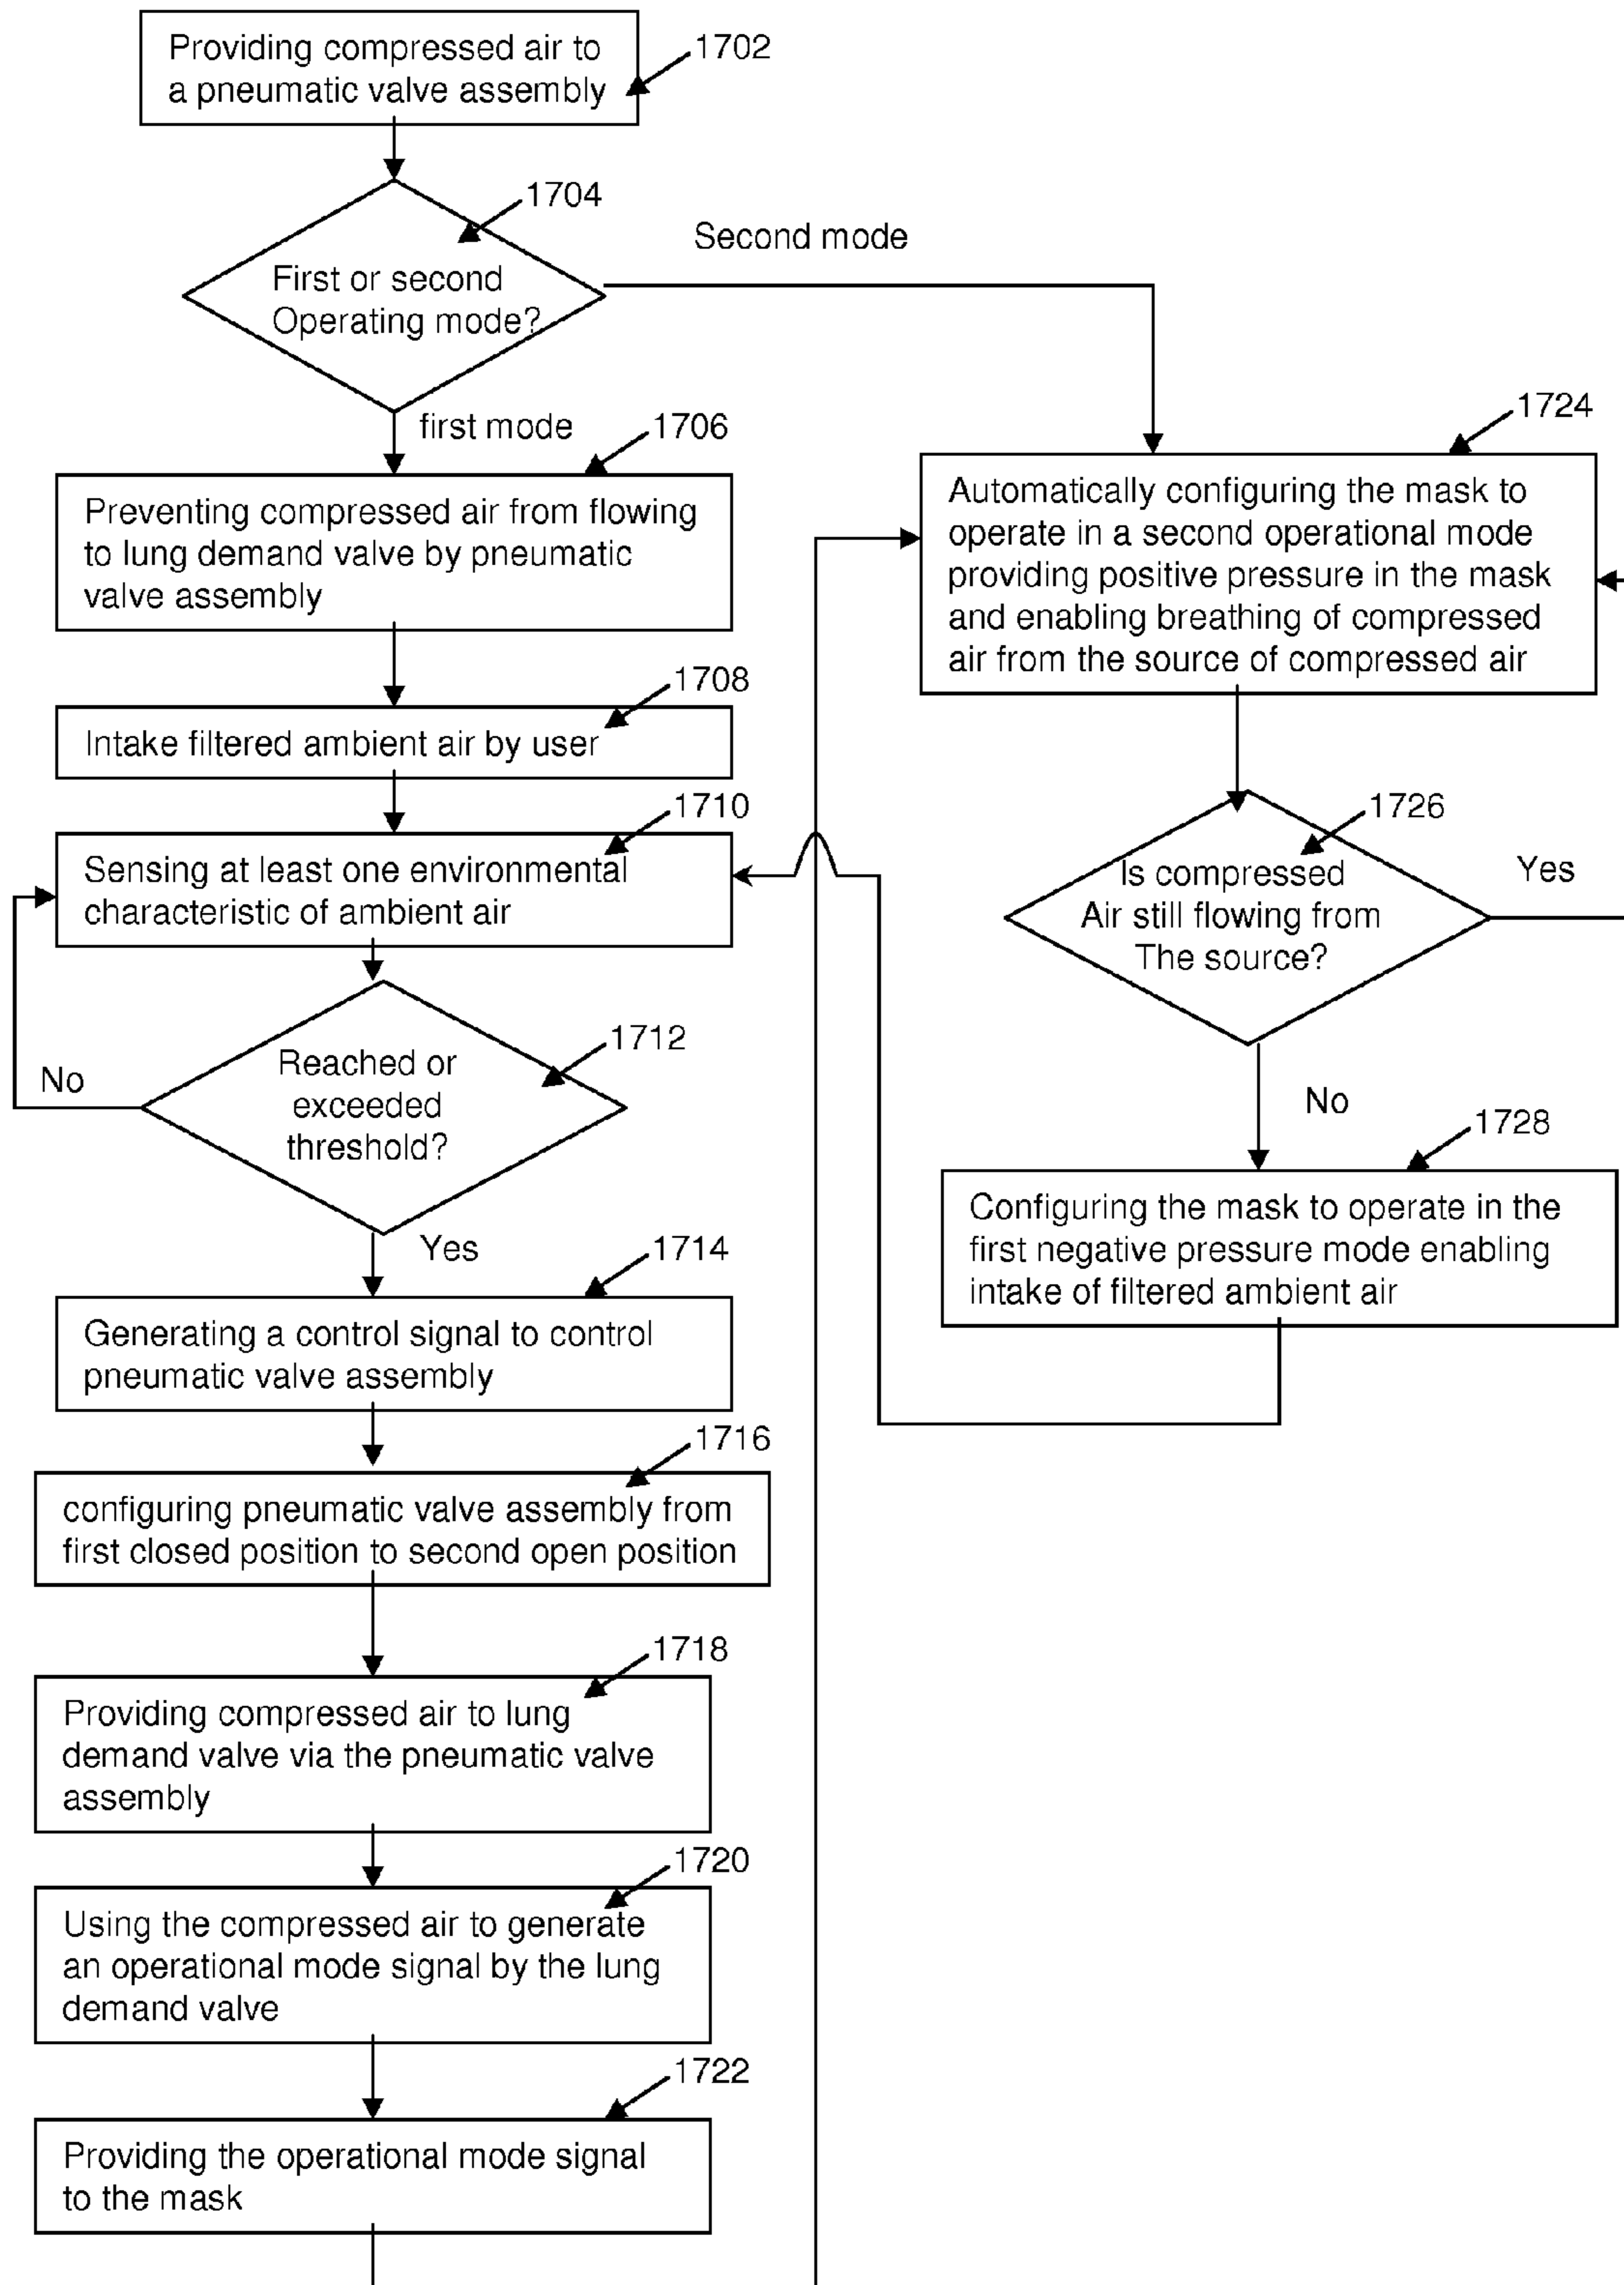 Providing compressed air to
a pneumatic valve assembly
1702
1704
First or second
Operating mode?
Second mode
first mode
1706
Preventing compressed air from flowing
to lung demand valve by pneumatic
valve assembly
1708
Intake filtered ambient air by user
1710
Sensing at least one environmental
characteristic of ambient air
1712
Reached or
exceeded
threshold?
No
Yes
1714
Generating a control signal to control
pneumatic valve assembly
1716
configuring pneumatic valve assembly from
first closed position to second open position
1718
Providing compressed air to lung
demand valve via the pneumatic valve
assembly
1720
Using the compressed air to generate
an operational mode signal by the lung
demand valve
1722
Providing the operational mode signal
to the mask
1724
Automatically configuring the mask to
operate in a second operational mode
providing positive pressure in the mask
and enabling breathing of compressed
air from the source of compressed air
1726
Is compressed
Air still flowing from
The source?
Yes
No
1728
Configuring the mask to operate in the
first negative pressure mode enabling
intake of filtered ambient air